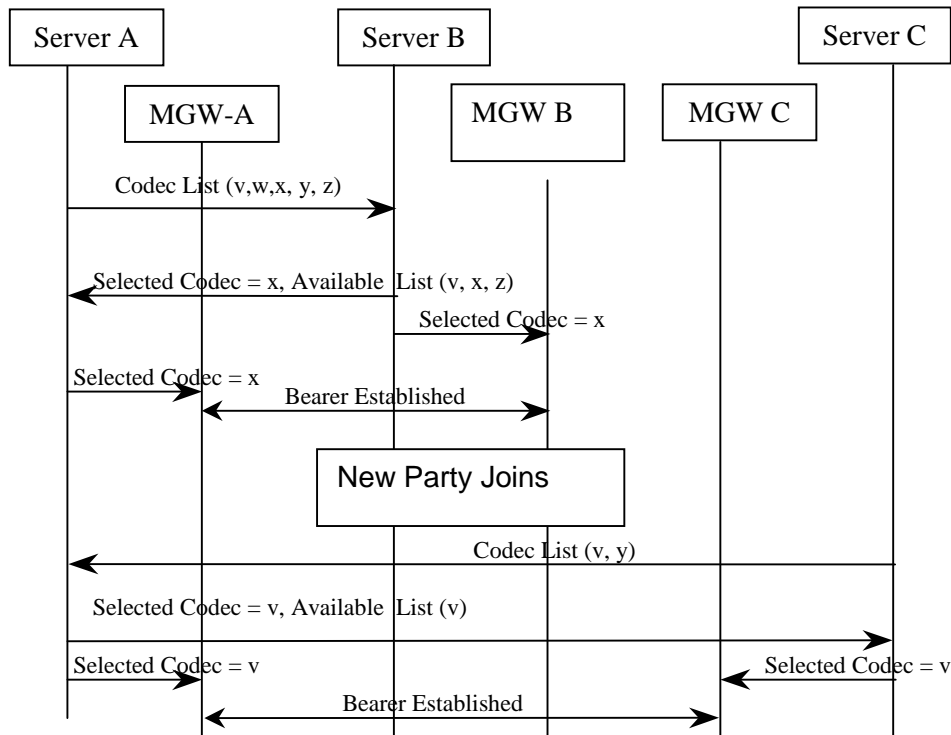 Server A
Server B
Server C
MGW-A
MGW B
MGW C
Codec List (v,w,x, y, z)
Selected Codec = x, Available List (v, x, z)
Selected Codec = x
Selected Codec = x
Bearer Established
New Party Joins
Codec List (v, y)
Selected Codec = v, Available List (v)
Selected Codec = v
Selected Codec = v
Bearer Established